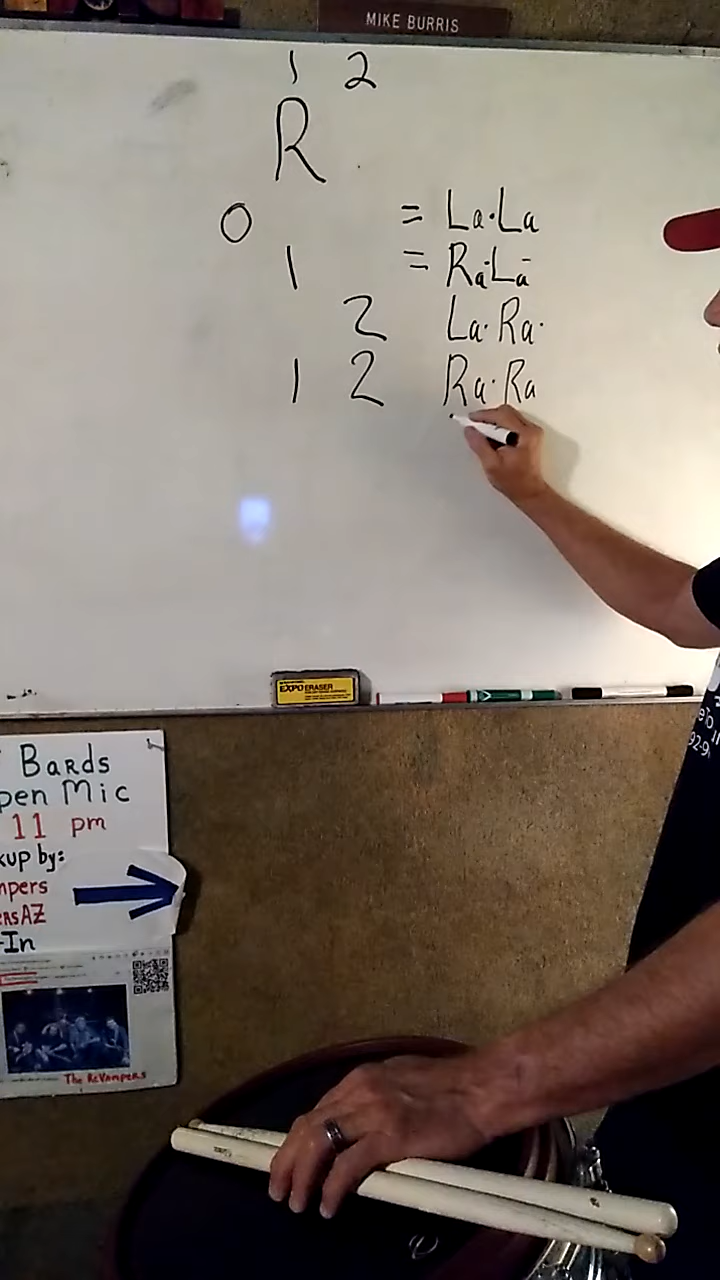 MIKE BURRIS
1 2
R
0 = La.La
1 = Ra.La
2 La.Ra.
1 2 Ra.Ra
EXPO ERASER
Bards
pen Mic
11 pm
kup by:
mpers
ERSAZ
-In
The ReVampers